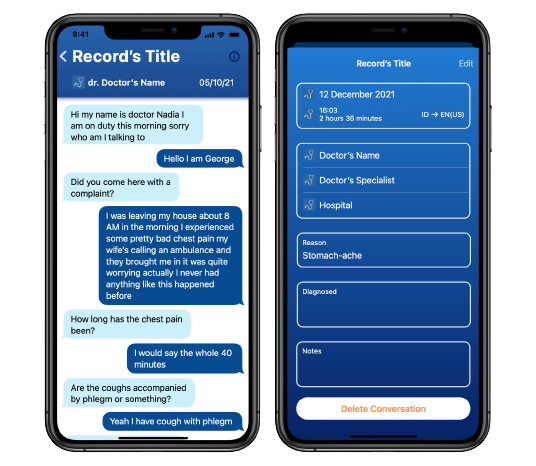 9:41
Record's Title
dr. Doctor's Name
05/10/21
Hi my name is doctor Nadia I
am on duty this morning sorry
who am I talking to
Hello I am George
Did you come here with a
complaint?
I was leaving my house about 8
AM in the morning I experienced
some pretty bad chest pain my
wife's calling an ambulance and
they brought me in it was quite
worrying actually I never had
anything like this happened
before
How long has the chest pain
been?
I would say the whole 40
minutes
Are the coughs accompanied
by phlegm or something?
Yeah I have cough with phlegm
Record's Title
Edit
12 December 2021
16:03
2 hours 36 minutes
ID → EN(US)
Doctor's Name
Doctor's Specialist
Hospital
Reason
Stomach-ache
Diagnosed
Notes
Delete Conversation